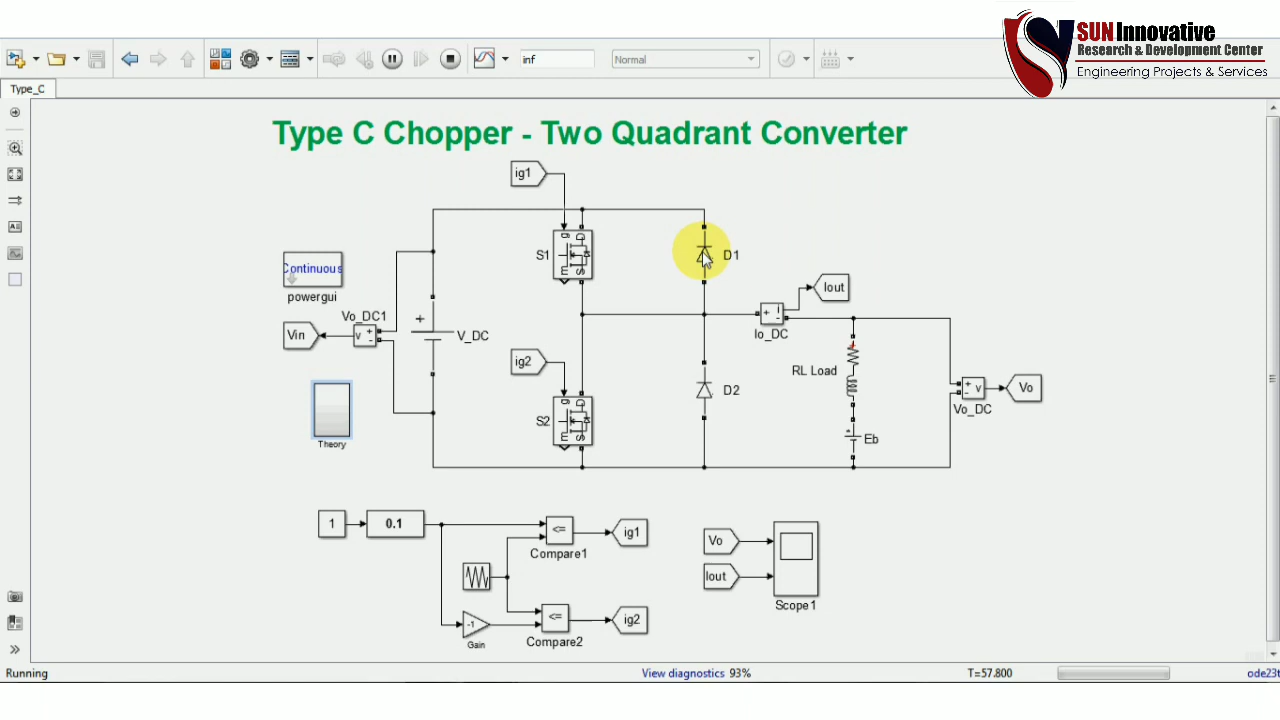 SUN Innovative
Research & Development Center
Engineering Projects & Services
inf
Normal
Type_C
Type C Chopper - Two Quadrant Converter
ig1
g
D
S1
m
S
D1
Continuous
powergui
Iout
Vo_DC1
+
I
+
-
Io_DC
Vin
v
+
-
V_DC
ig2
RL Load
g
D
S2
m
S
D2
+
-
v
Vo
Vo_DC
Eb
Theory
1
0.1
<=
ig1
Compare1
Vo
Iout
Scope1
-1
Gain
<=
ig2
Compare2
Running
View diagnostics
93%
T=57.800
ode23t